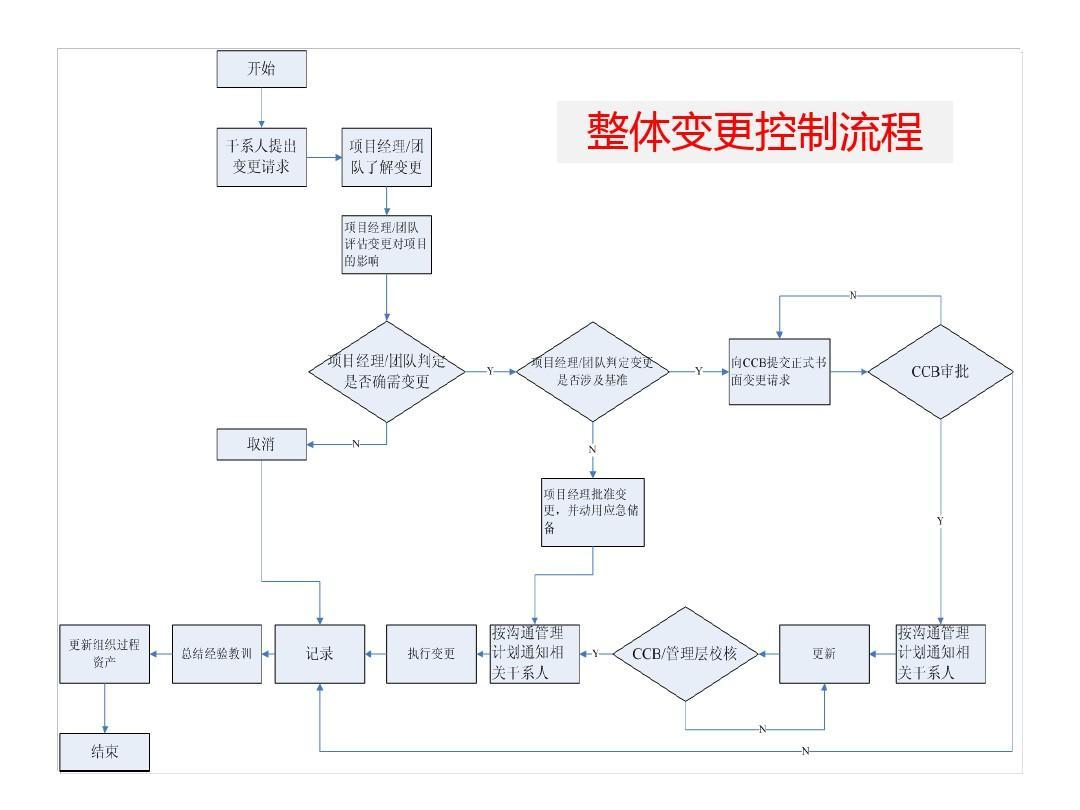 开始
整体变更控制流程
干系人提出
变更请求
项目经理/团
队了解变更
项目经理/团队
评估变更对项目
的影响
N
项目经理/团队判定
是否确需变更
Y
项目经理/团队判定变更
是否涉及基准
Y
向CCB提交正式书
面变更请求
CCB审批
取消
N
N
项目经理批准变
更，并动用应急储
备
Y
更新组织过程
资产
总结经验教训
记录
执行变更
按沟通管理
计划通知相
关干系人
Y
CCB/管理层校核
更新
按沟通管理
计划通知相
关干系人
N
N
结束